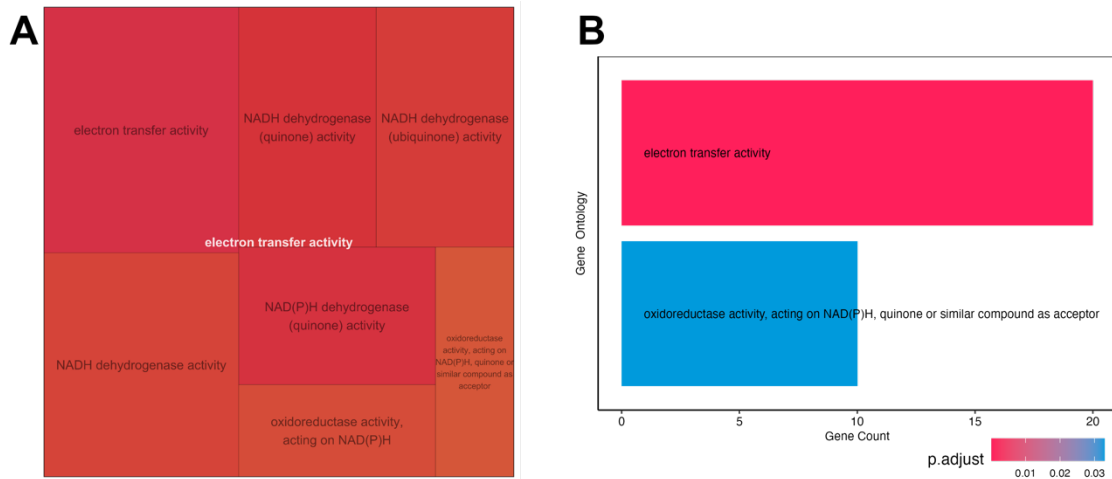 A
electron transfer activity
NADH dehydrogenase
(quinone) activity
NADH dehydrogenase
(ubiquinone) activity
electron transfer activity
NADH dehydrogenase activity
NAD(P)H dehydrogenase
(quinone) activity
oxidoreductase
activity, acting on
NAD(P)H, quinone or
similar compound as
acceptor
oxidoreductase activity,
acting on NAD(P)H
B
Gene Ontology
electron transfer activity
oxidoreductase activity, acting on NAD(P)H, quinone or similar compound as acceptor
0 5 10 15 20
Gene Count
p.adjust
0.01 0.02 0.03